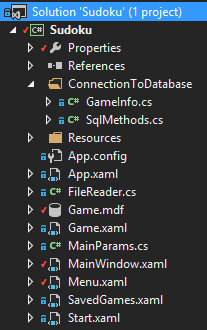 Solution 'Sudoku' (1 project)
C# Sudoku
Properties
References
ConnectionToDatabase
C# GameInfo.cs
C# SqlMethods.cs
Resources
App.config
App.xaml
C# FileReader.cs
Game.mdf
Game.xaml
C# MainParams.cs
MainWindow.xaml
Menu.xaml
SavedGames.xaml
Start.xaml